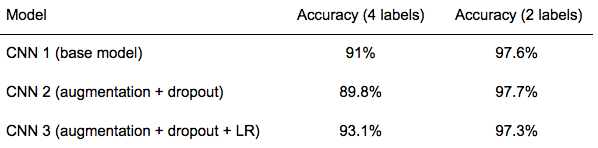 Model Accuracy (4 labels) Accuracy (2 labels)
CNN 1 (base model) 91% 97.6%
CNN 2 (augmentation + dropout) 89.8% 97.7%
CNN 3 (augmentation + dropout + LR) 93.1% 97.3%